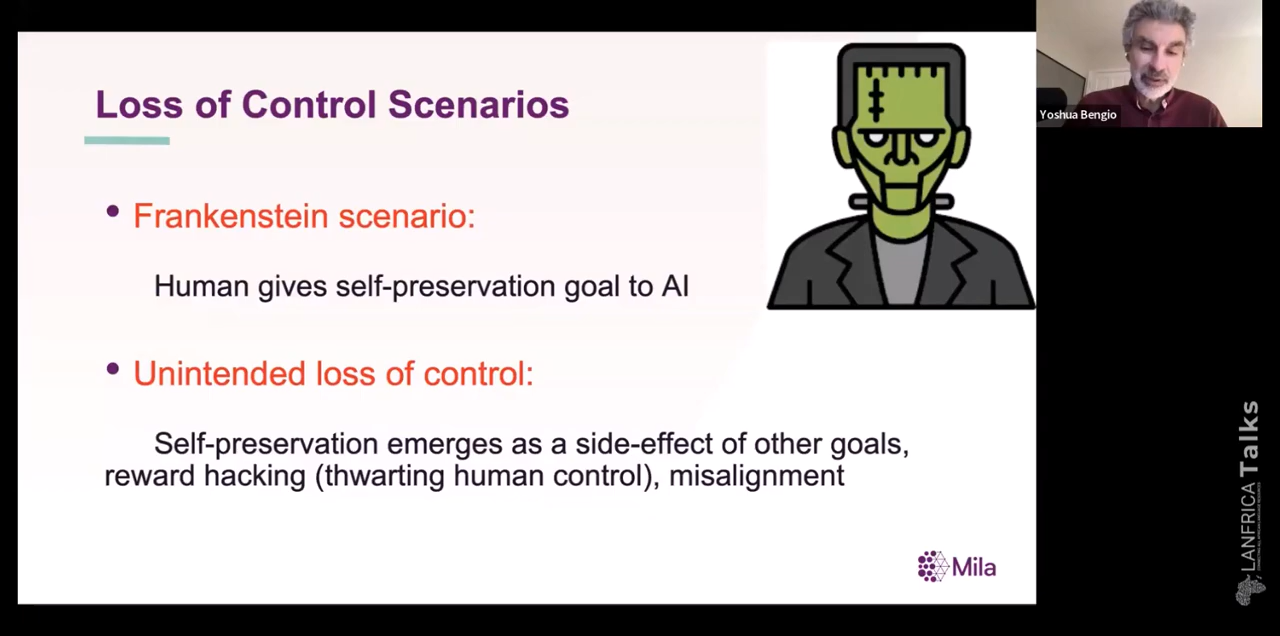 Loss of Control Scenarios
• Frankenstein scenario:
Human gives self-preservation goal to AI
• Unintended loss of control:
Self-preservation emerges as a side-effect of other goals,
reward hacking (thwarting human control), misalignment
Mila
Yoshua Bengio
LANFRICA Talks